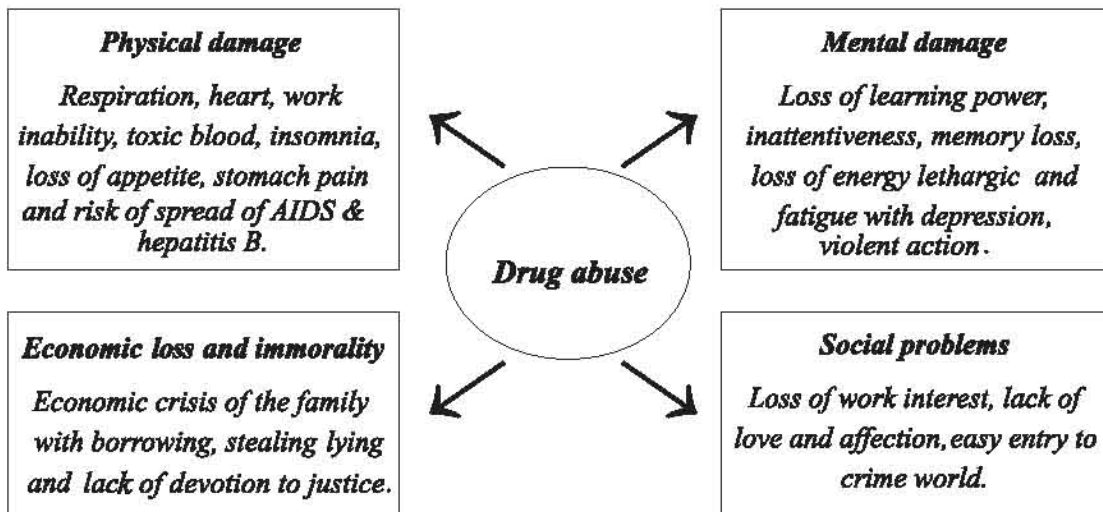 Physical damage
Respiration, heart, work
inability, toxic blood, insomnia,
loss of appetite, stomach pain
and risk of spread of AIDS &
hepatitis B.
Mental damage
Loss of learning power,
inattentiveness, memory loss,
loss of energy lethargic and
fatigue with depression,
violent action.
Drug abuse
Economic loss and immorality
Economic crisis of the family
with borrowing, stealing lying
and lack of devotion to justice.
Social problems
Loss of work interest, lack of
love and affection, easy entry to
crime world.